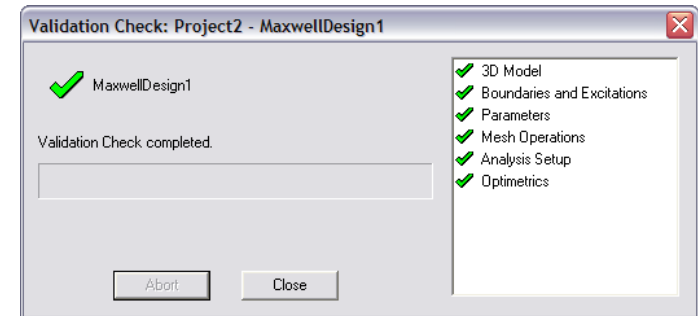 Validation Check: Project2 - MaxwellDesign1
MaxwellDesign1
Validation Check completed.
Abort
Close
3D Model
Boundaries and Excitations
Parameters
Mesh Operations
Analysis Setup
Optimetrics